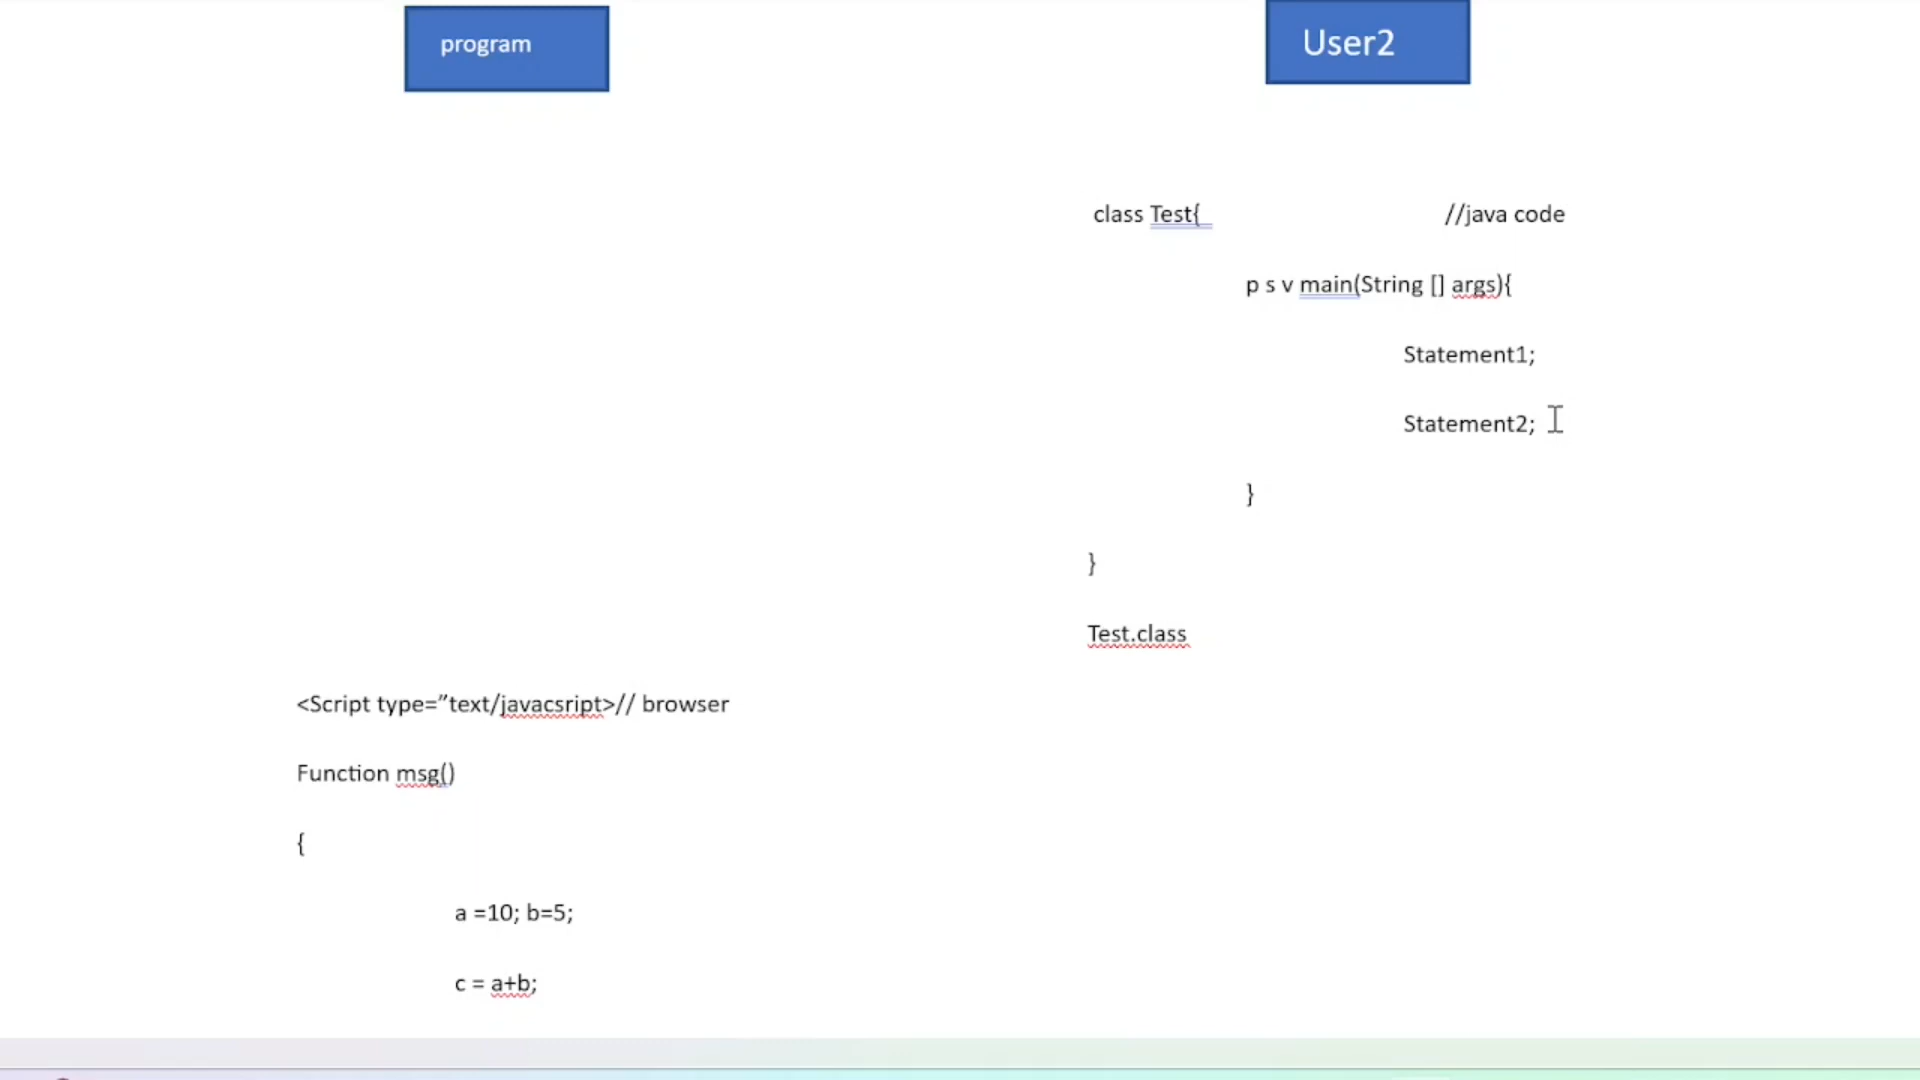 program
User2
class Test{ //java code
p s v main(String [] args){
Statement1;
Statement2;
}
}
Test.class
<Script type=”text/javacsript>// browser
Function msg()
{
a =10; b=5;
c = a+b;